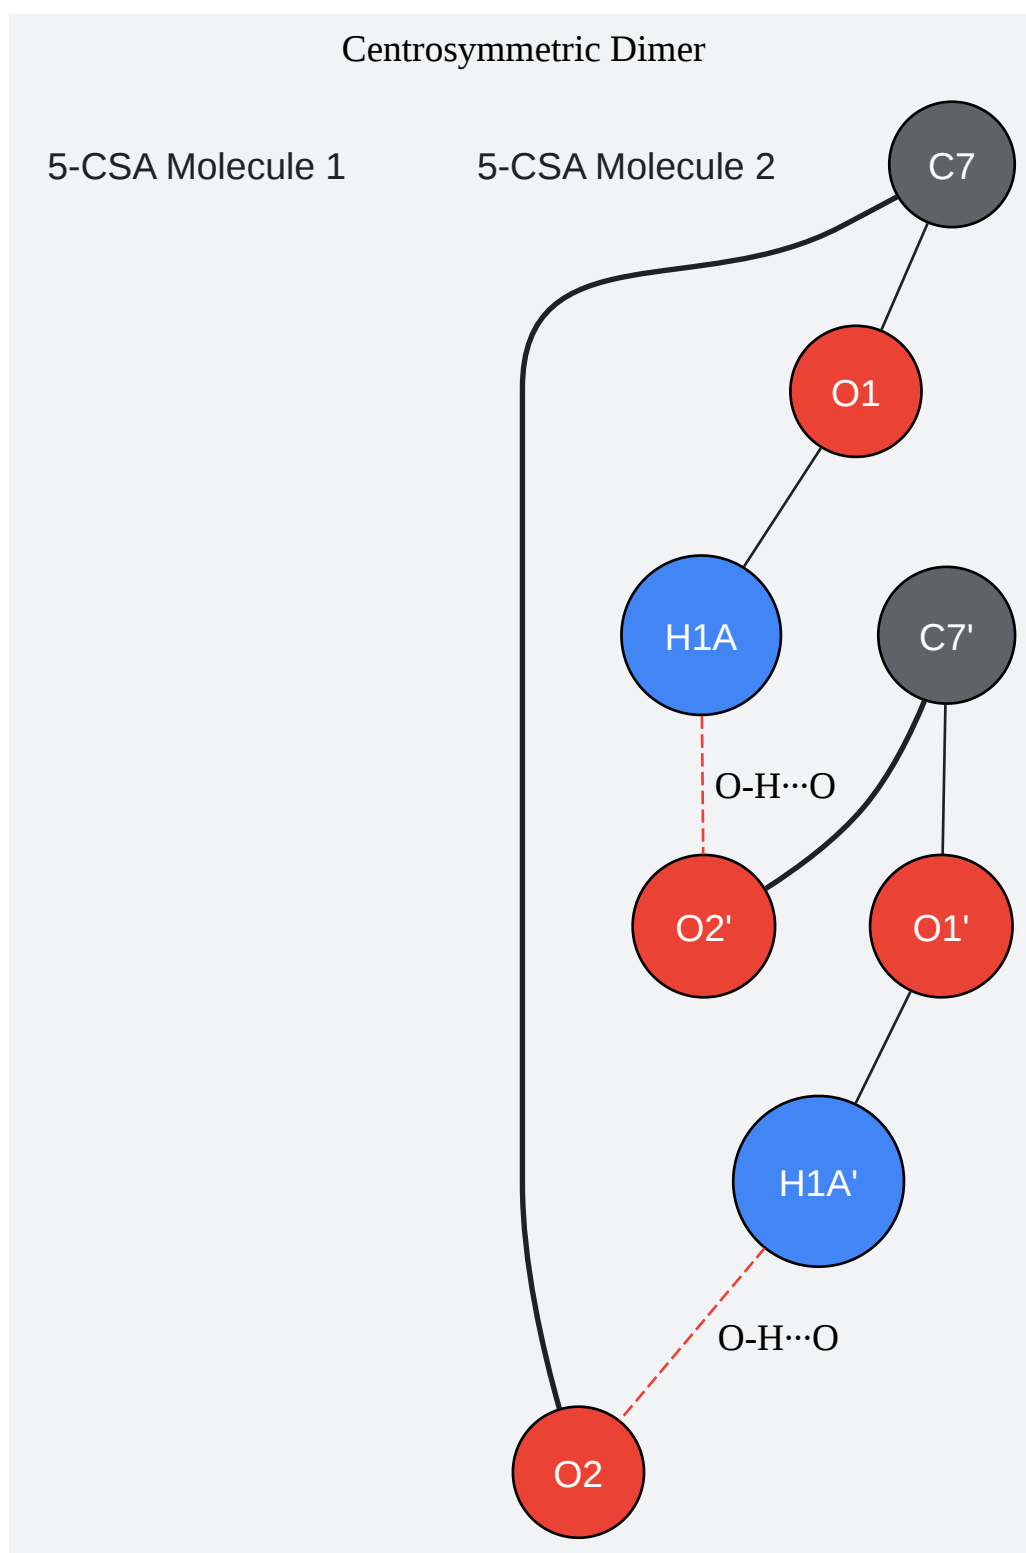 Centrosymmetric Dimer
5-CSA Molecule 1
5-CSA Molecule 2
C7
O1
H1A
C7'
O-H···O
O2'
O1'
H1A'
O-H···O
O2